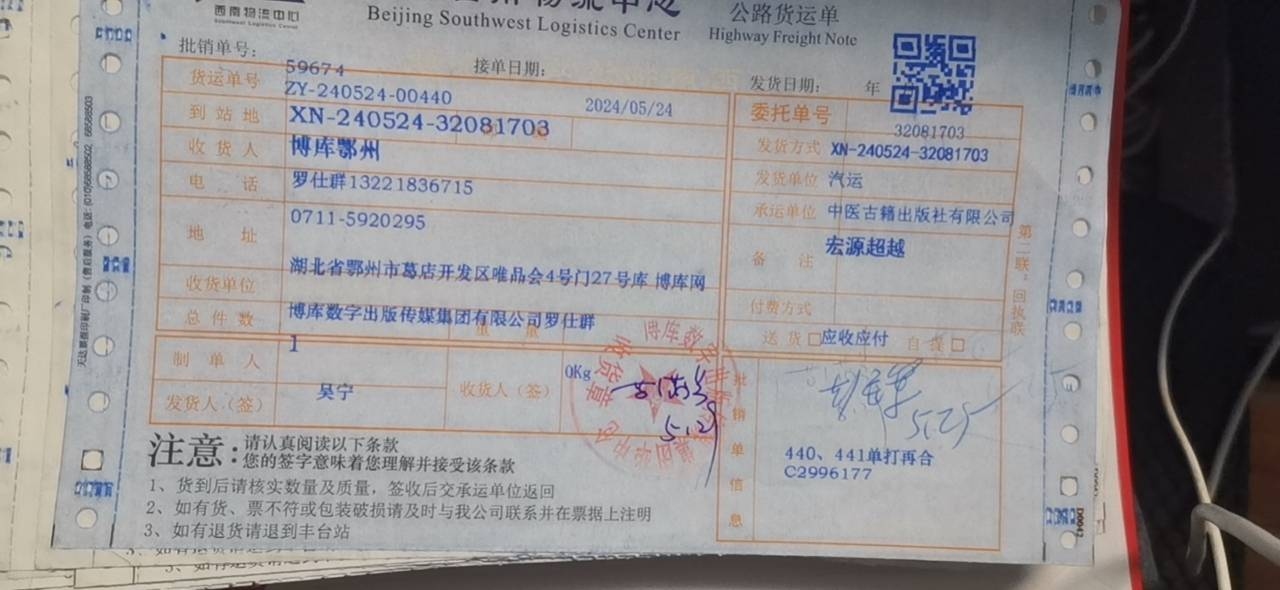 西南物流中心
Southwest Logistics Center
Beijing Southwest Logistics Center
公路货运单
Highway Freight Note
批销单号：
59674
接单日期：
发货日期： 年
货运单号
ZY-240524-00440
2024/05/24
委托单号
32081703
到站地
XN-240524-32081703
发货方式
XN-240524-32081703
收货人
博库鄂州
发货单位
汽运
电话
罗仕群13221836715
承运单位
中医古籍出版社有限公司
地址
0711-5920295
备注
宏源超越
湖北省鄂州市葛店开发区唯品会4号门27号库 博库网
收货单位
付费方式
总件数
博库数字出版传媒集团有限公司罗仕群
送货□应收应付 自提□
1
制单人
0Kg
收货人（签）
5.25
发货人（签）
吴宁
批销单信息
5.25
440、441单打再合
C2996177
第二联：回执联
注意：
请认真阅读以下条款
您的签字意味着您理解并接受该条款
1、货到后请核实数量及质量，签收后交承运单位返回
2、如有货、票不符或包装破损请及时与我公司联系并在票据上注明
3、如有退货请退到丰台站